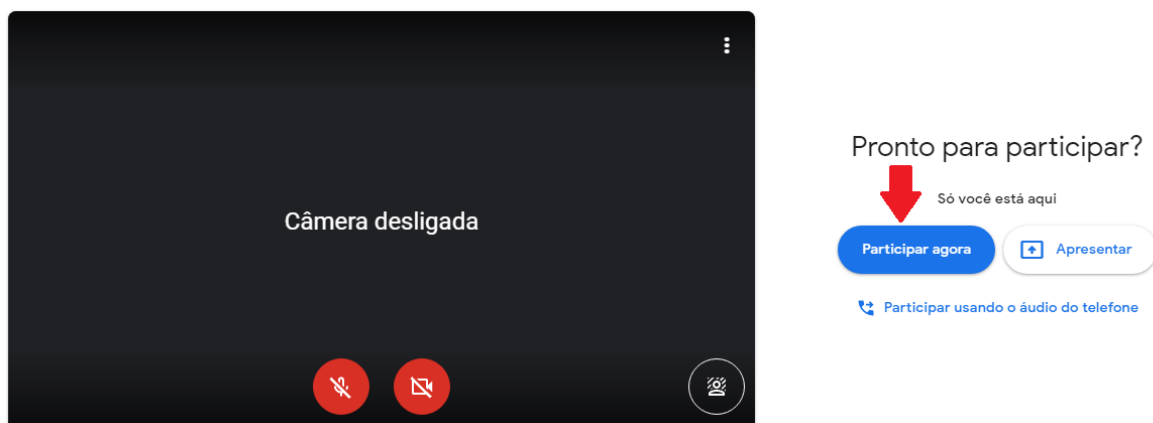 Câmera desligada
Pronto para participar?
Só você está aqui
Participar agora
Apresentar
Participar usando o áudio do telefone